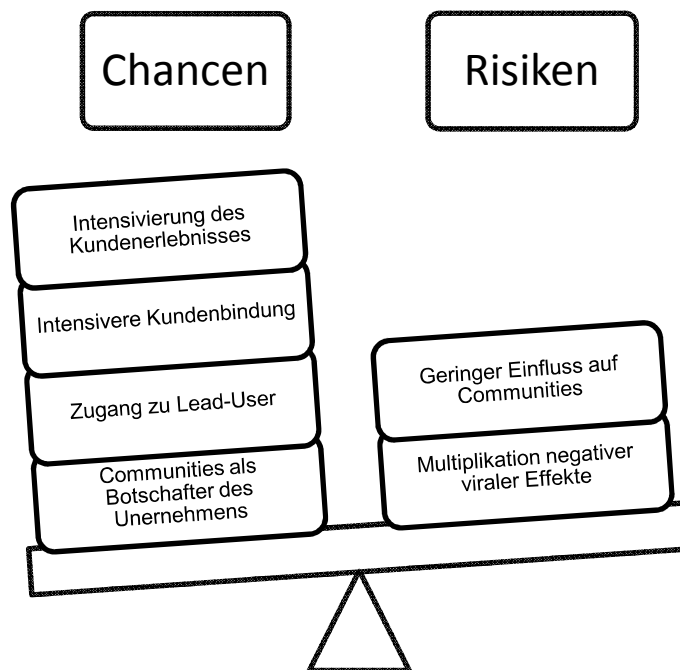 Chancen
Risiken
Intensivierung des
Kundenerlebnisses
Intensivere Kundenbindung
Zugang zu Lead-User
Communities als
Botschafter des
Unernehmens
Geringer Einfluss auf
Communities
Multiplikation negativer
viraler Effekte